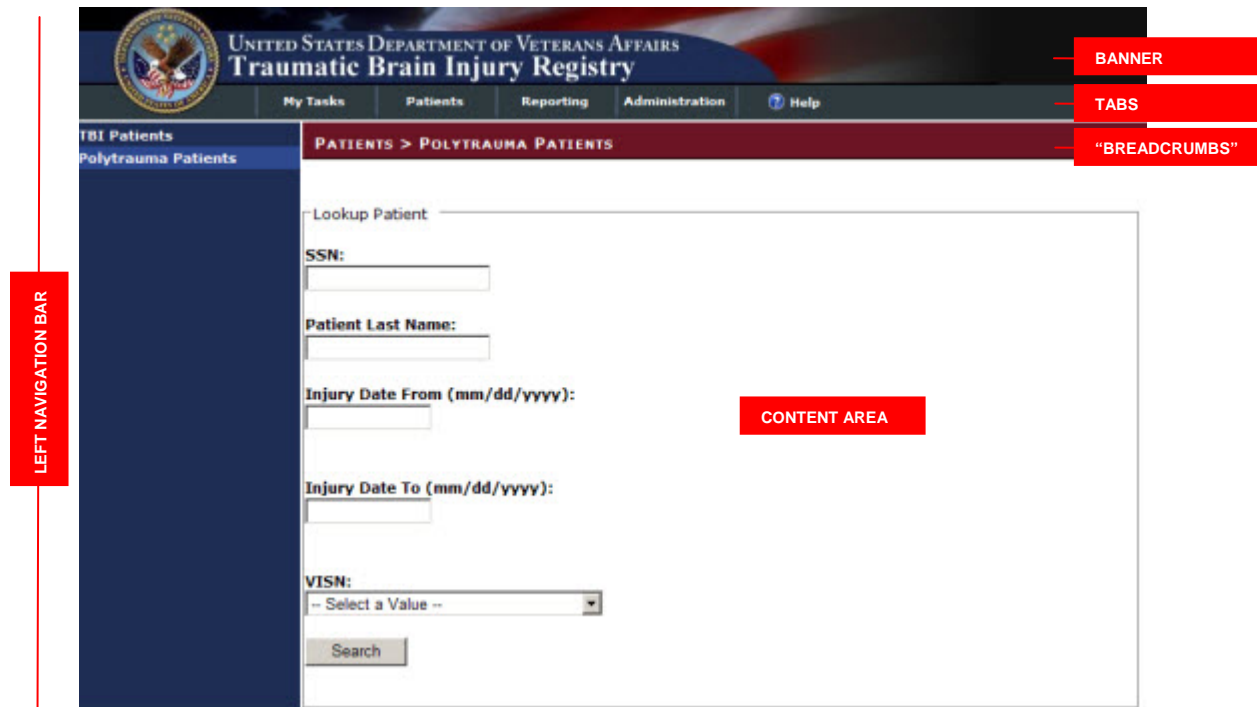 UNITED STATES DEPARTMENT OF VETERANS AFFAIRS
Traumatic Brain Injury Registry
BANNER
My Tasks Patients Reporting Administration ? Help
TABS
TBI Patients
Polytrauma Patients
PATIENTS > POLYTRAUMA PATIENTS
“BREADCRUMBS”
Lookup Patient
SSN:
Patient Last Name:
Injury Date From (mm/dd/yyyy):
CONTENT AREA
LEFT NAVIGATION BAR
Injury Date To (mm/dd/yyyy):
VISN:
-- Select a Value --
Search